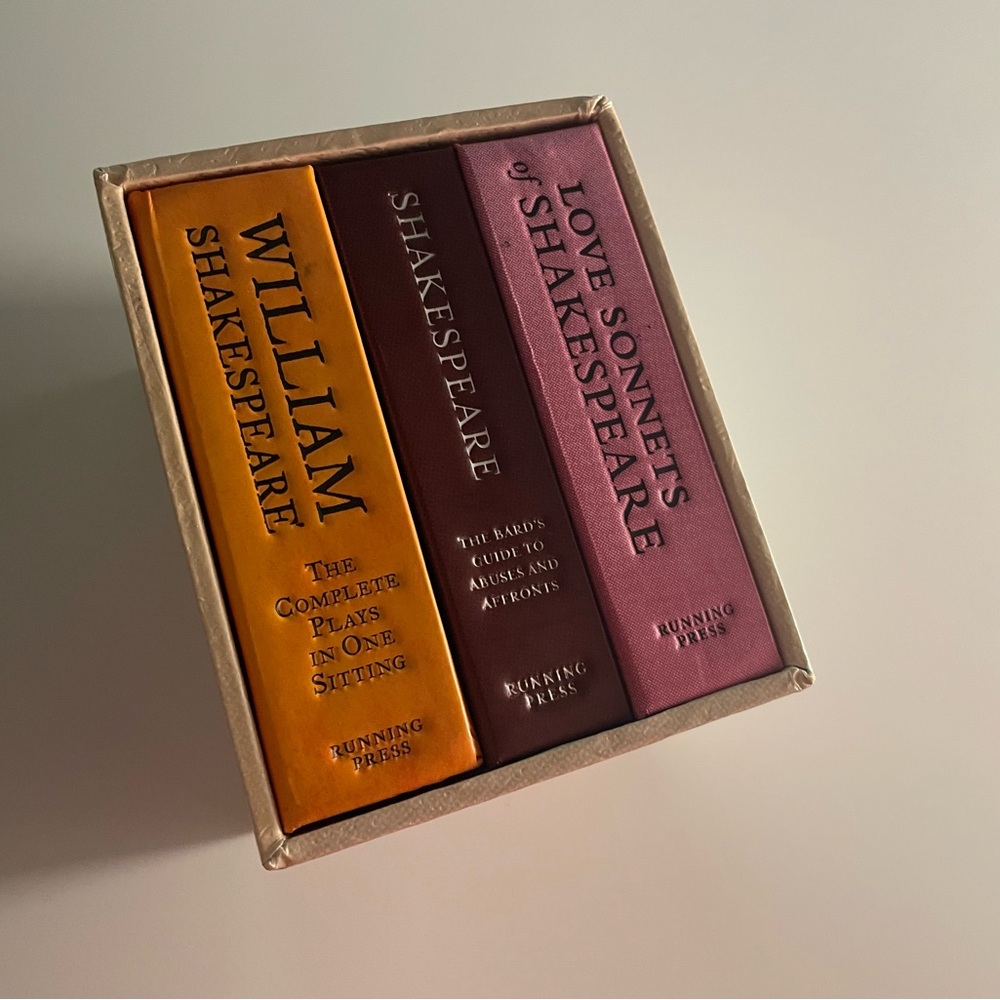 WILLIAM
SHAKESPEARE
THE
COMPLETE
PLAYS
IN ONE
SITTING
RUNNING
PRESS
SHAKESPEARE
THE BARD'S
GUIDE TO
ABUSES AND
AFFRONTS
RUNNING
PRESS
LOVE SONNETS
of SHAKESPEARE
RUNNING
PRESS